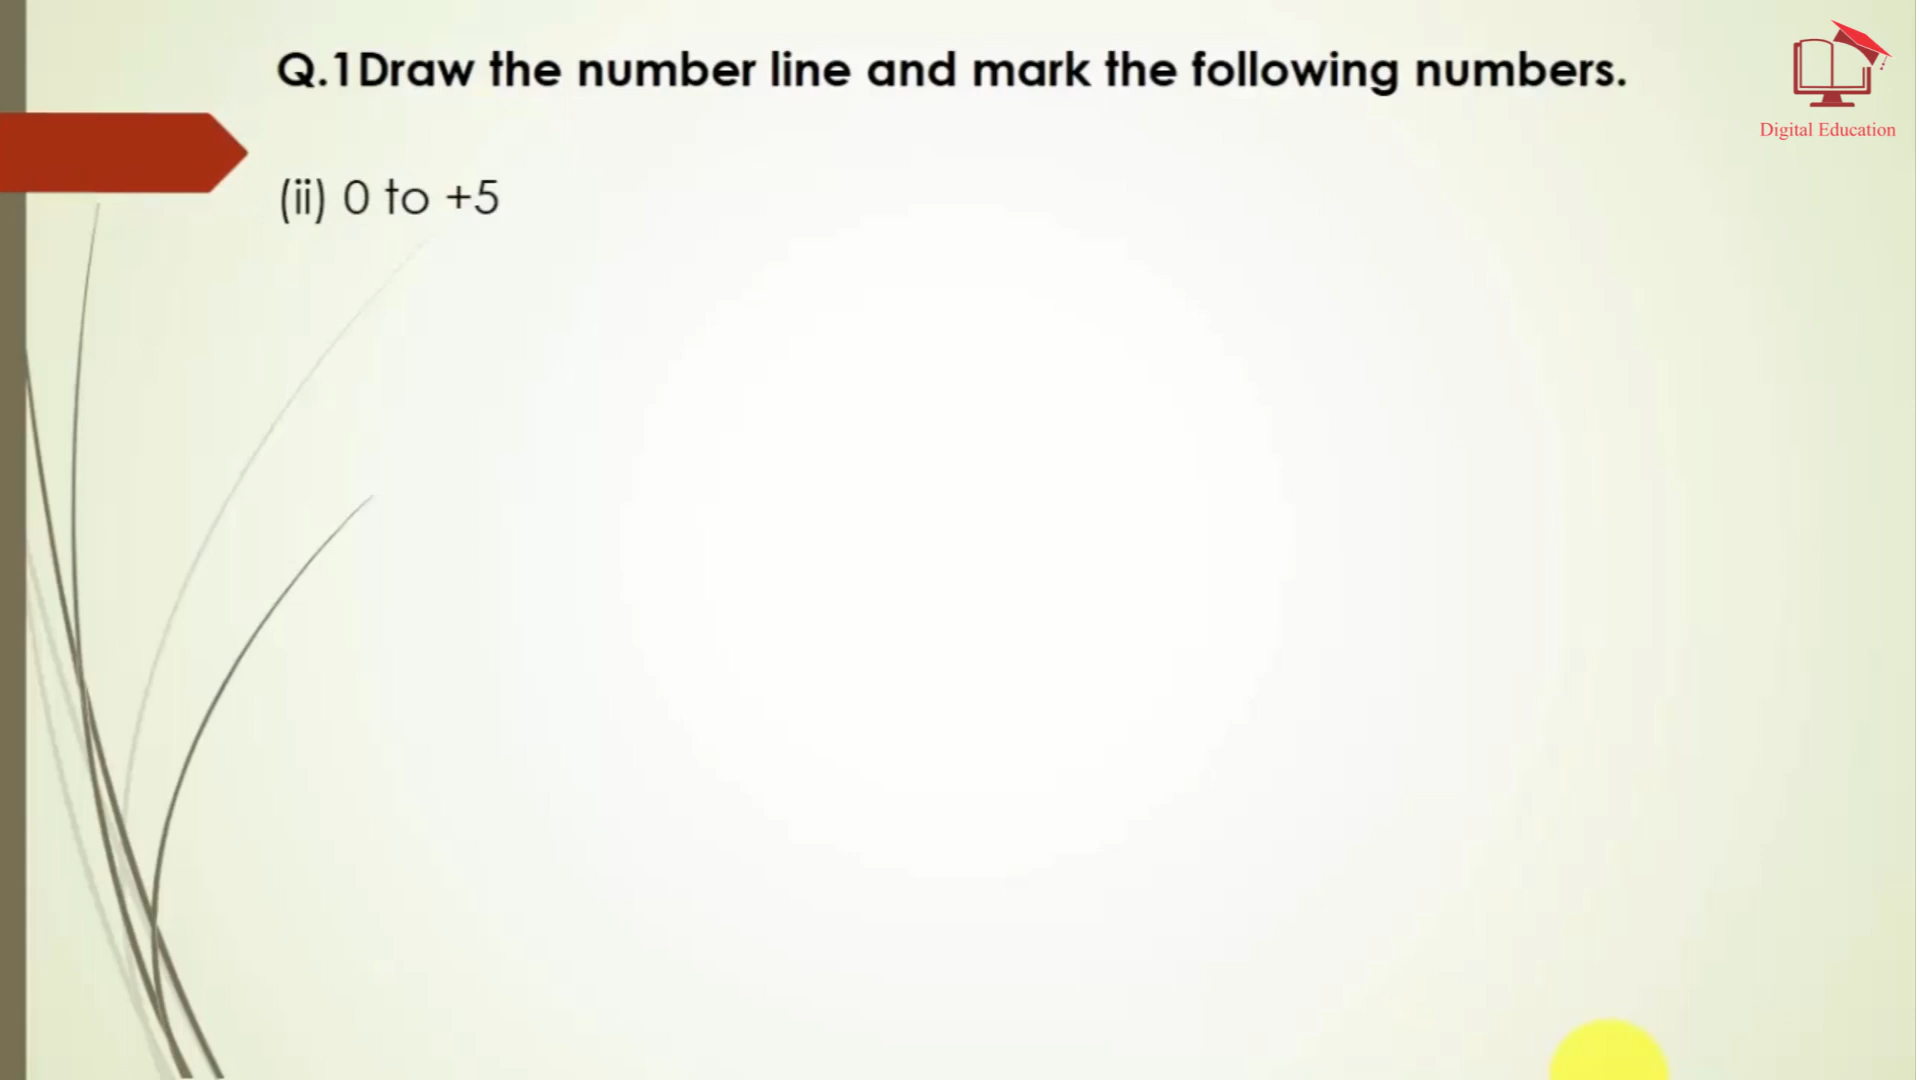 Q.1Draw the number line and mark the following numbers.
Digital Education
(ii) 0 to +5